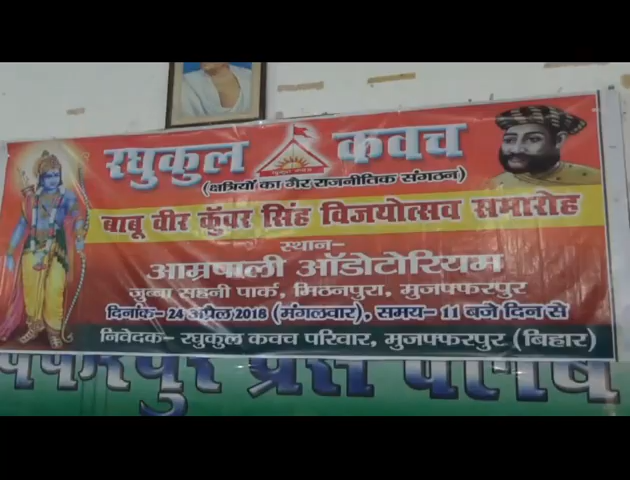 रघुकुल कवच
(क्षत्रियों का गैर राजनीतिक संगठन)
बाबू वीर कुँवर सिंह विजयोत्सव समारोह
स्थान-
आम्रपाली ऑडोटोरियम
जुब्बा सहनी पार्क, मिठनपुरा, मुजफ्फरपुर
दिनांक- 24 अप्रैल 2018 (मंगलवार), समय- 11 बजे दिन से
निवेदक- रघुकुल कवच परिवार, मुजफ्फरपुर (बिहार)
प्रेस क्लब